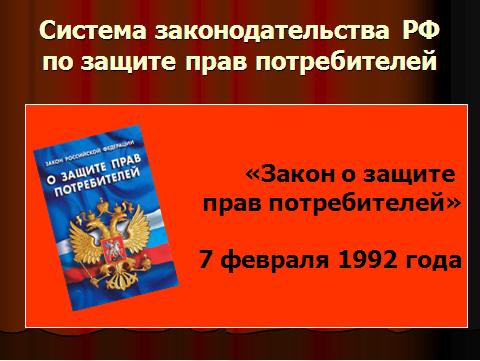 Система законодательства РФ
по защите прав потребителей
ЗАКОН РОССИЙСКОЙ ФЕДЕРАЦИИ
О ЗАЩИТЕ ПРАВ
ПОТРЕБИТЕЛЕЙ
«Закон о защите
прав потребителей»
7 февраля 1992 года